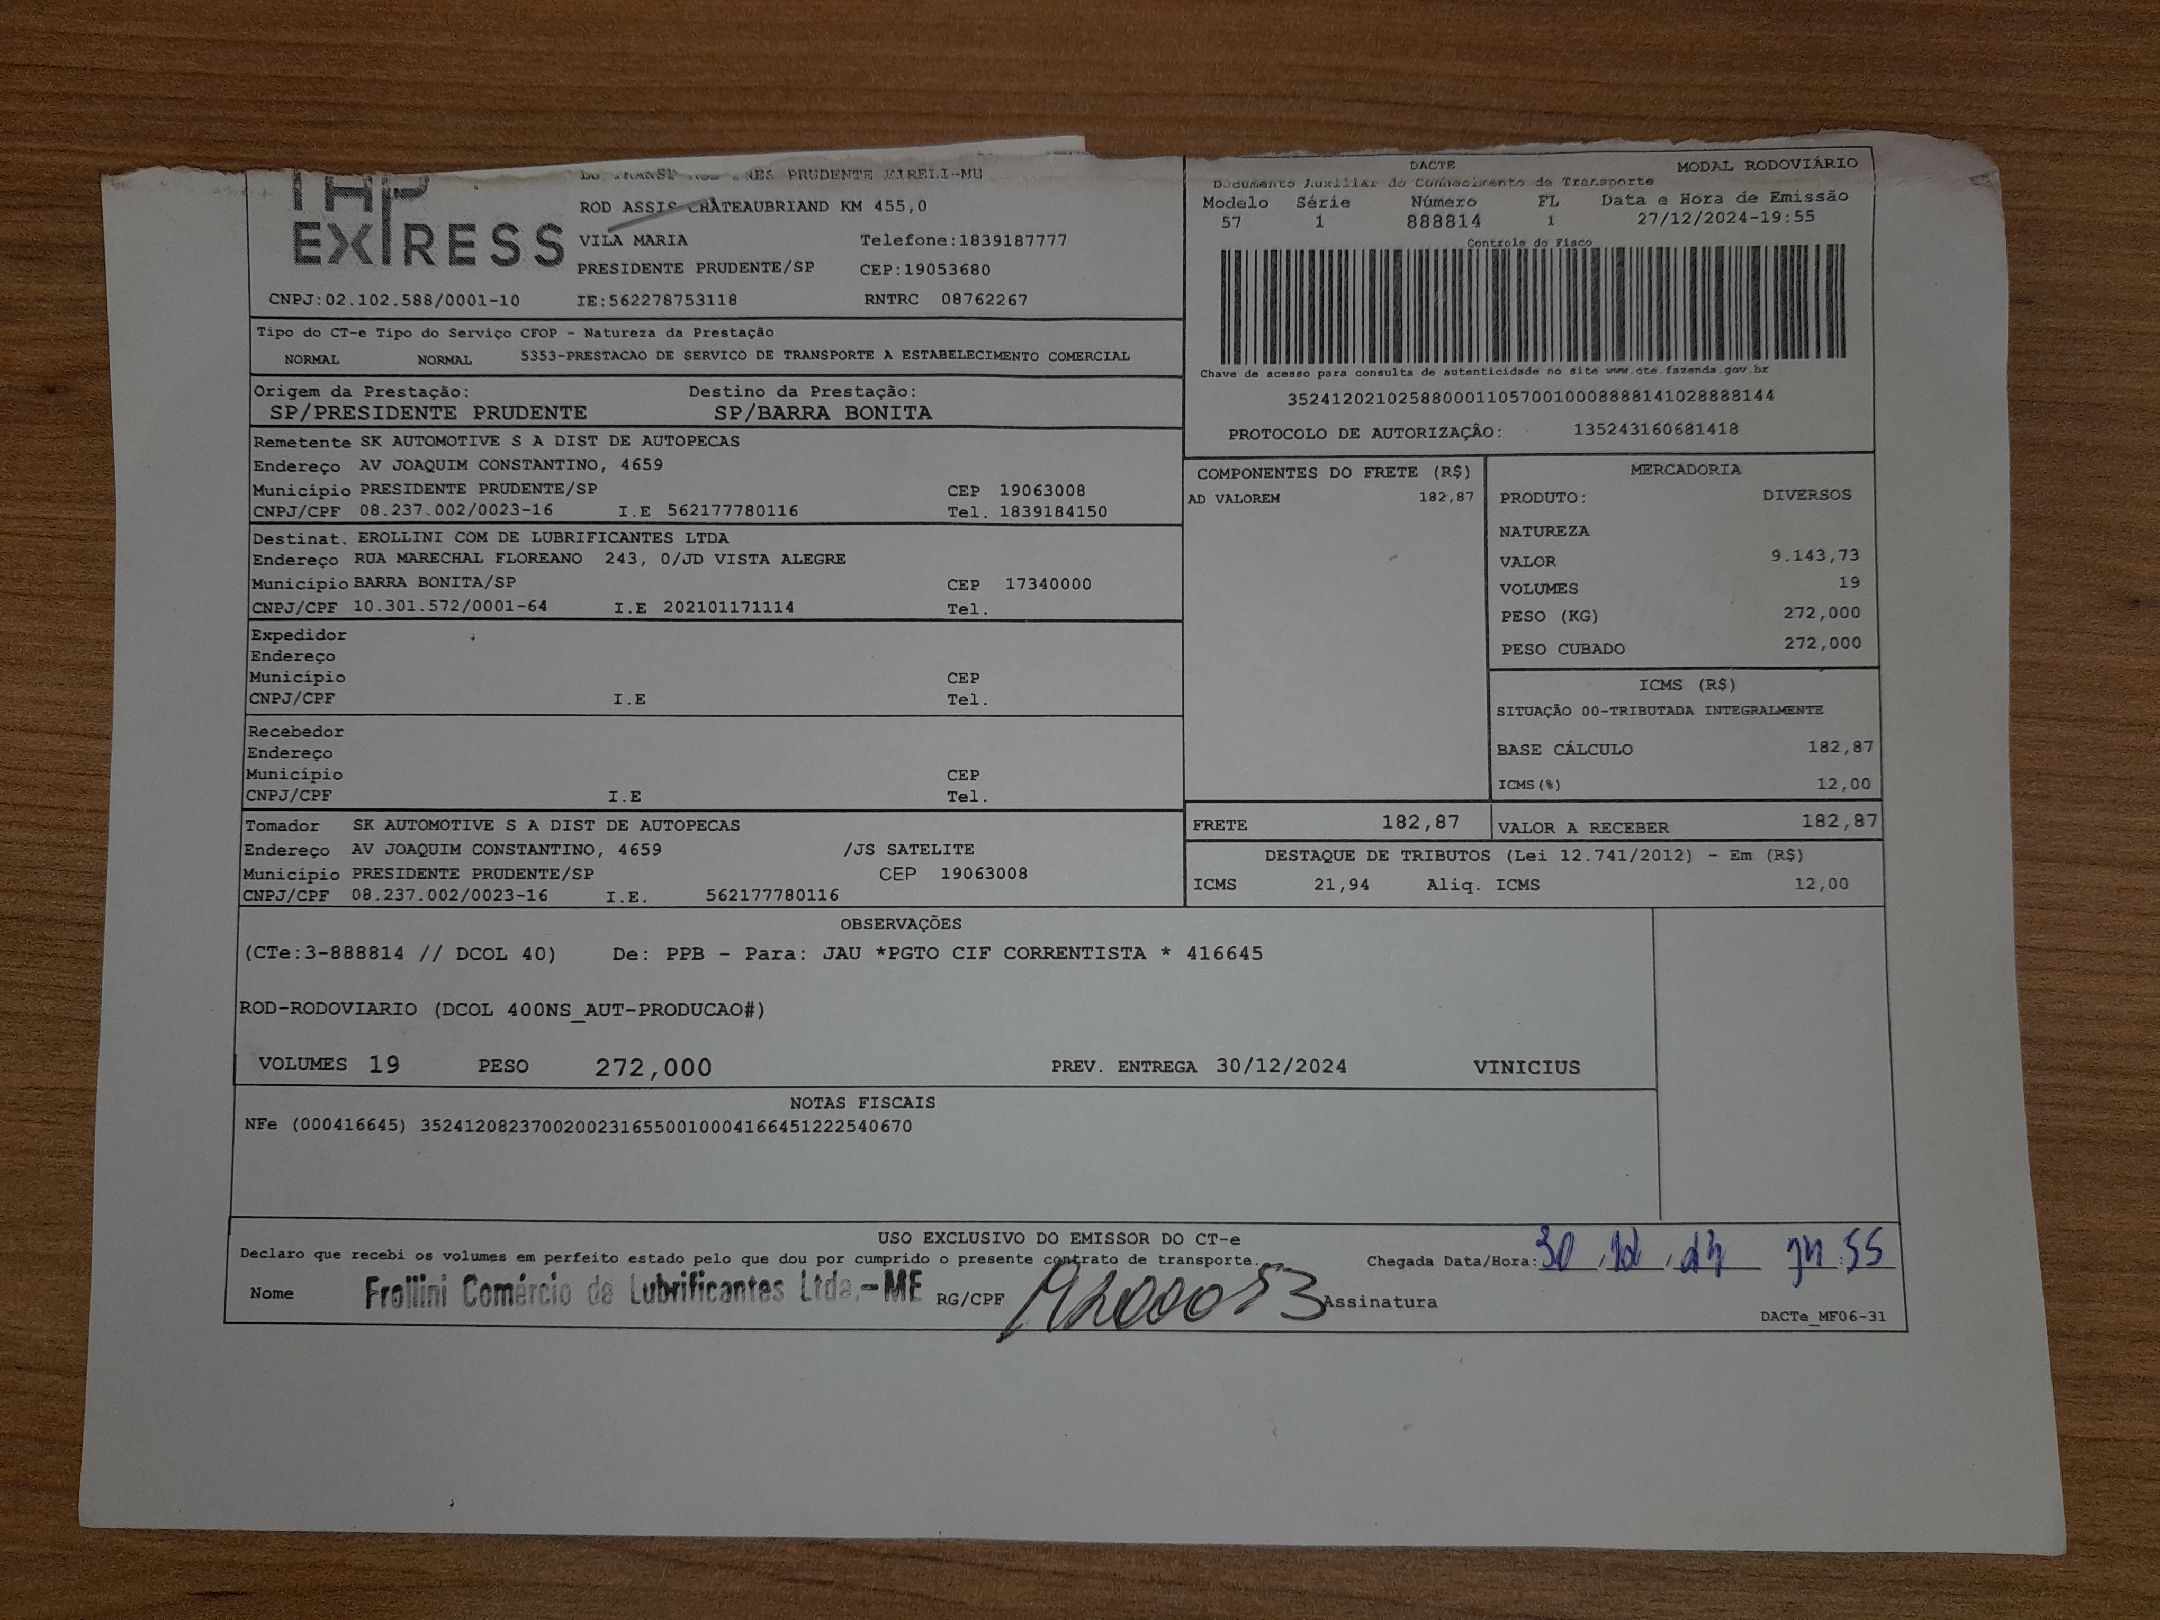 EXPRESS
PRUDENTE EIRELI-MU
ROD ASSIS CHATEAUBRIAND KM 455,0
VILA MARIA Telefone:1839187777
PRESIDENTE PRUDENTE/SP CEP:19053680
CNPJ:02.102.588/0001-10 IE:562278753118 RNTRC 08762267
DACTE MODAL RODOVIÁRIO
Documento Auxiliar do Conhecimento de Transporte
Modelo Série Número FL Data e Hora de Emissão
57 1 888814 1 27/12/2024-19:55
Controle do Fisco
Chave de acesso para consulta de autenticidade no site www.cte.fazenda.gov.br
35241202102588000110570010008888141028888144
PROTOCOLO DE AUTORIZAÇÃO: 135243160681418
Tipo do CT-e Tipo do Serviço CFOP - Natureza da Prestação
NORMAL NORMAL 5353-PRESTACAO DE SERVICO DE TRANSPORTE A ESTABELECIMENTO COMERCIAL
Origem da Prestação: Destino da Prestação:
SP/PRESIDENTE PRUDENTE SP/BARRA BONITA
Remetente SK AUTOMOTIVE S A DIST DE AUTOPECAS
Endereço AV JOAQUIM CONSTANTINO, 4659
Município PRESIDENTE PRUDENTE/SP CEP 19063008
CNPJ/CPF 08.237.002/0023-16 I.E 562177780116 Tel. 1839184150
Destinat. EROLLINI COM DE LUBRIFICANTES LTDA
Endereço RUA MARECHAL FLOREANO 243, 0/JD VISTA ALEGRE
Município BARRA BONITA/SP CEP 17340000
CNPJ/CPF 10.301.572/0001-64 I.E 202101171114 Tel.
Expedidor
Endereço
Município CEP
CNPJ/CPF I.E Tel.
Recebedor
Endereço
Município CEP
CNPJ/CPF I.E Tel.
Tomador SK AUTOMOTIVE S A DIST DE AUTOPECAS
Endereço AV JOAQUIM CONSTANTINO, 4659 /JS SATELITE
Município PRESIDENTE PRUDENTE/SP CEP 19063008
CNPJ/CPF 08.237.002/0023-16 I.E. 562177780116
COMPONENTES DO FRETE (R$)
AD VALOREM 182,87
MERCADORIA
PRODUTO: DIVERSOS
NATUREZA
VALOR 9.143,73
VOLUMES 19
PESO (KG) 272,000
PESO CUBADO 272,000
ICMS (R$)
SITUAÇÃO 00-TRIBUTADA INTEGRALMENTE
BASE CÁLCULO 182,87
ICMS(%) 12,00
FRETE 182,87 VALOR A RECEBER 182,87
DESTAQUE DE TRIBUTOS (Lei 12.741/2012) - Em (R$)
ICMS 21,94 Aliq. ICMS 12,00
OBSERVAÇÕES
(CTe:3-888814 // DCOL 40) De: PPB - Para: JAU *PGTO CIF CORRENTISTA * 416645
ROD-RODOVIARIO (DCOL 400NS_AUT-PRODUCAO#)
VOLUMES 19 PESO 272,000 PREV. ENTREGA 30/12/2024 VINICIUS
NOTAS FISCAIS
NFe (000416645) 35241208237002002316550010004166451222540670
USO EXCLUSIVO DO EMISSOR DO CT-e
Declaro que recebi os volumes em perfeito estado pelo que dou por cumprido o presente contrato de transporte. Chegada Data/Hora: 30
Nome Frollini Comércio de Lubrificantes Ltda.-ME RG/CPF Assinatura
DACTe_MF06-31